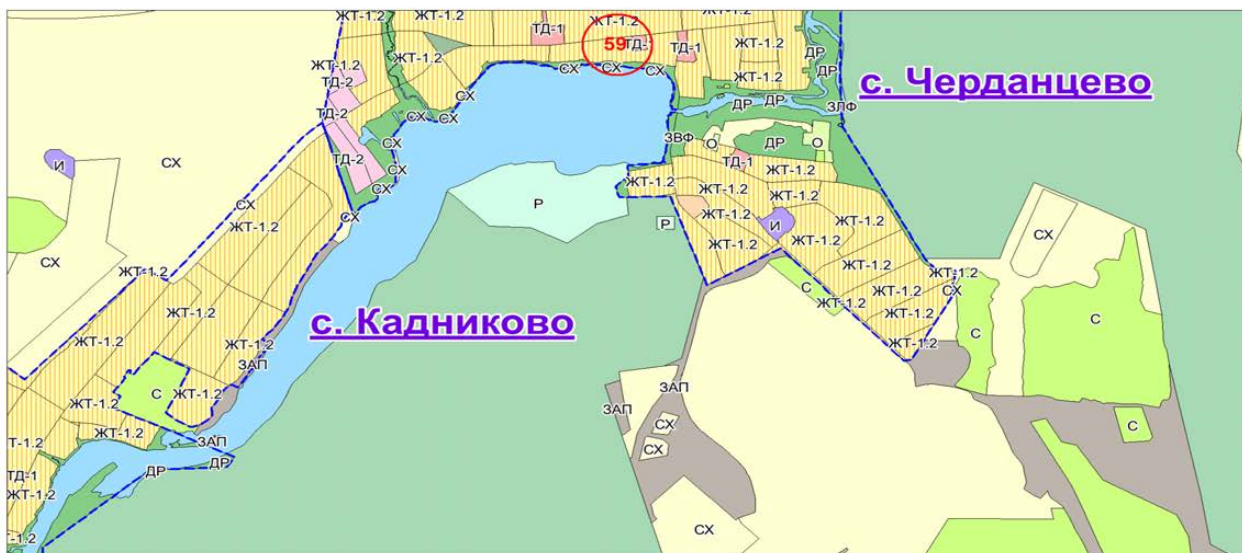 ЖТ-1.2
ТД-1
ЖТ-1.2
59
ТД-1
ТД-1
ЖТ-1.2
ДР
ДР
ЖТ-1.2
ЖТ-1.2
СХ
СХ
СХ
с. Черданцево
ТД-2
СХ
ДР
ДР
ЗЛФ
ТД-2
СХ
СХ
ЗВФ
О
ДР
О
И
СХ
СХ
ТД-2
ТД-1
СХ
ЖТ-1.2
ЖТ-1.2
СХ
ЖТ-1.2
ЖТ-1.2
СХ
СХ
Р
ЖТ-1.2
ЖТ-1.2
Р
И
СХ
ЖТ-1.2
ЖТ-1.2
СХ
ЖТ-1.2
ЖТ-1.2
ЖТ-1.2
ЖТ-1.2
СХ
С
ЖТ-1.2
ЖТ-1.2
ЖТ-1.2
с. Кадниково
ЖТ-1.2
С
С
ЖТ-1.2
ЖТ-1.2
ЖТ-1.2
ЗАП
С
ЖТ-1.2
ЗАП
ЖТ-1.2
ЗАП
СХ
С
ЖТ-1.2
ЗАП
Т-1.2
СХ
ДР
ДР
ТД-1
ЖТ-1.2
СХ
-1.2